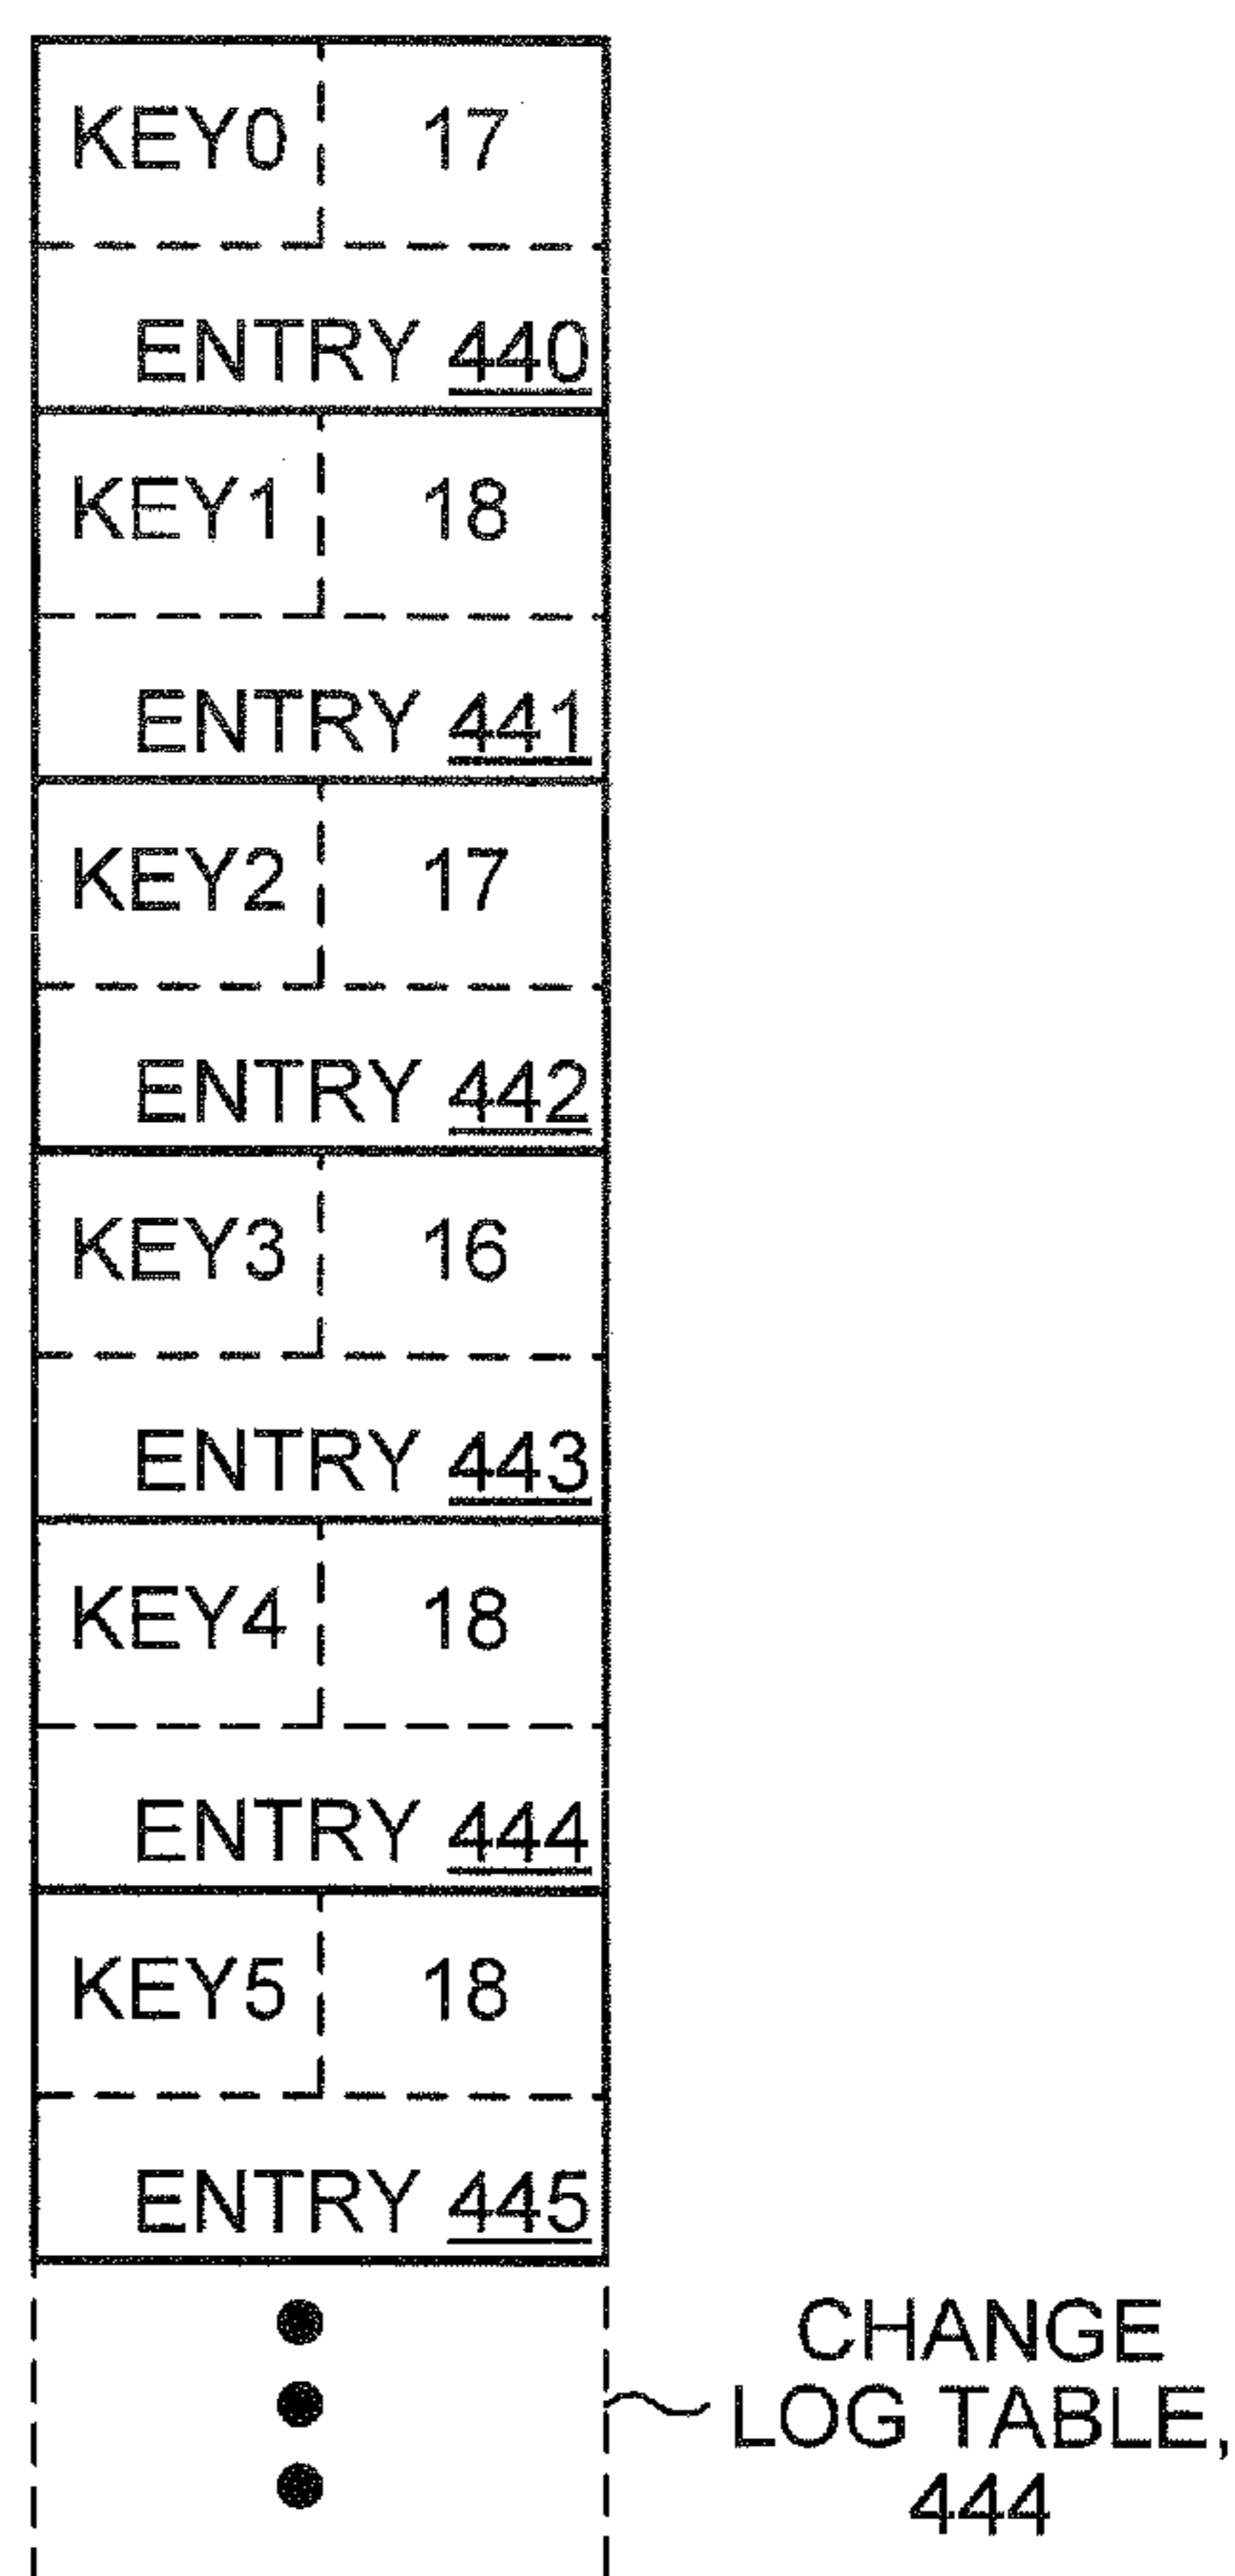 KEY0 17
ENTRY 440
KEY1 18
ENTRY 441
KEY2 17
ENTRY 442
KEY3 16
ENTRY 443
KEY4 18
ENTRY 444
KEY5 18
ENTRY 445
CHANGE
LOG TABLE,
444